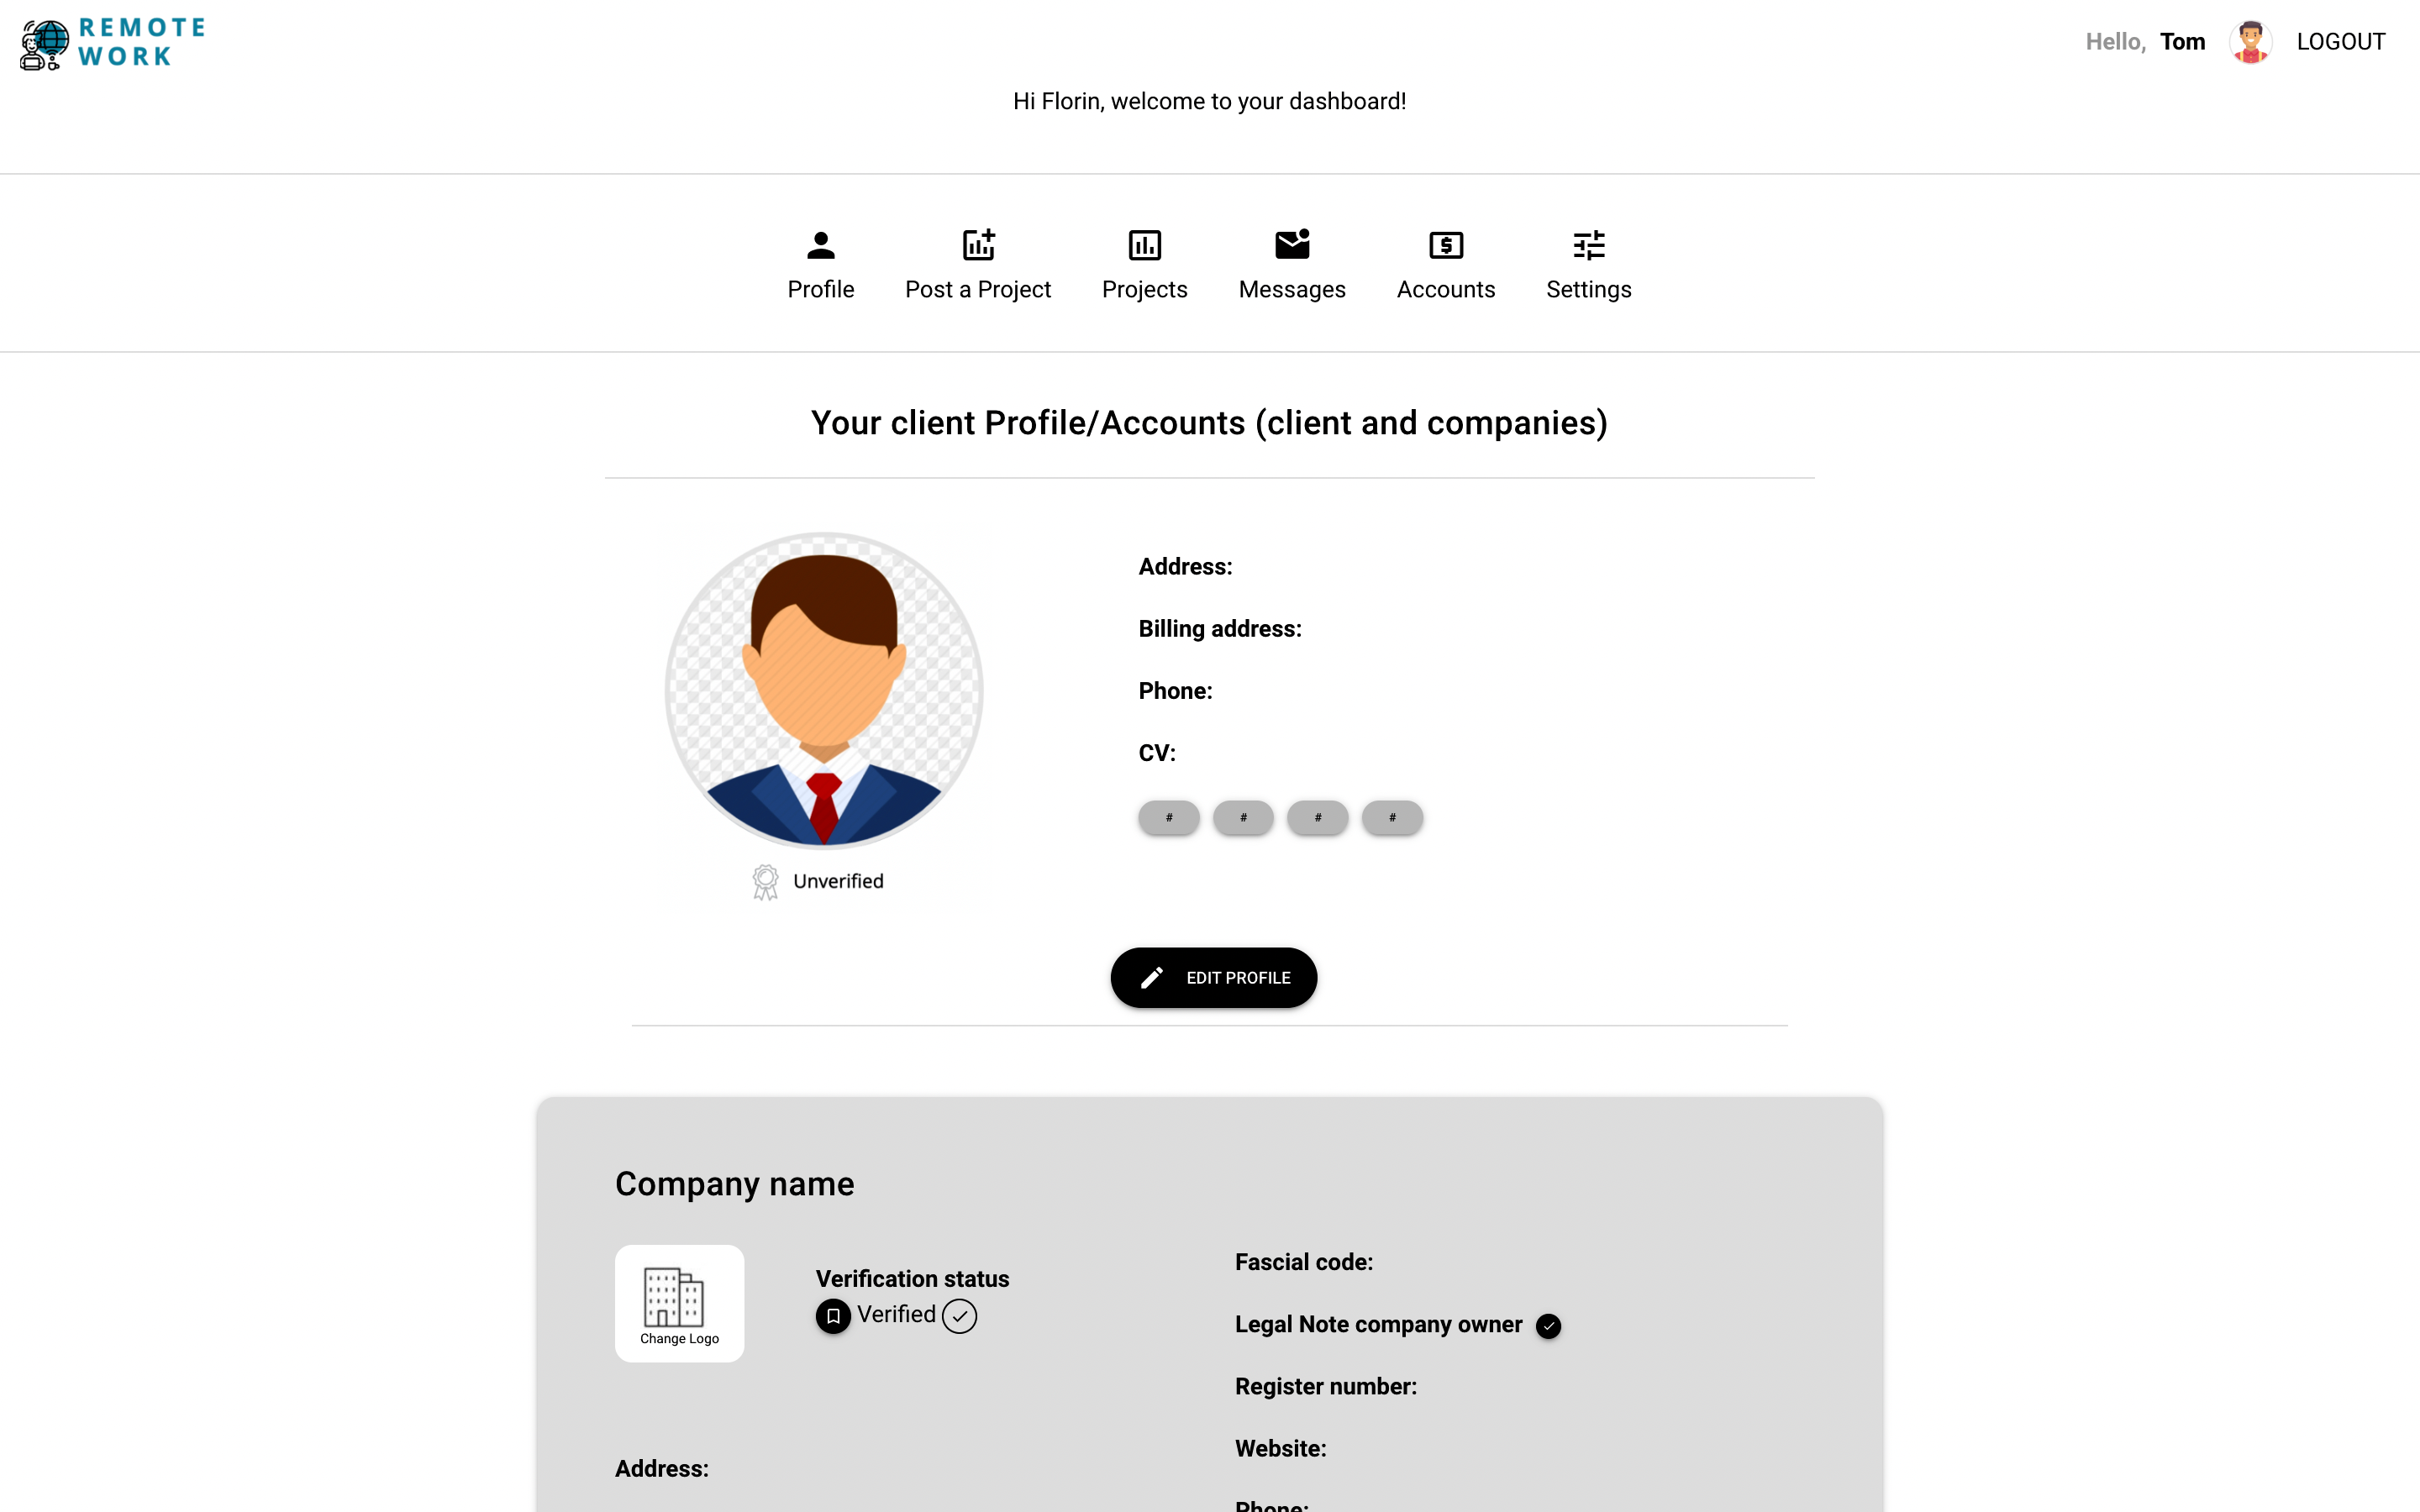 REMOTE
WORK
Hello, Tom LOGOUT
Hi Florin, welcome to your dashboard!
Profile Post a Project Projects Messages Accounts Settings
Your client Profile/Accounts (client and companies)
Address:
Billing address:
Phone:
CV:
# # # #
Unverified
EDIT PROFILE
Company name
Change Logo
Verification status
Verified
Address:
Fascial code:
Legal Note company owner
Register number:
Website:
Phone: